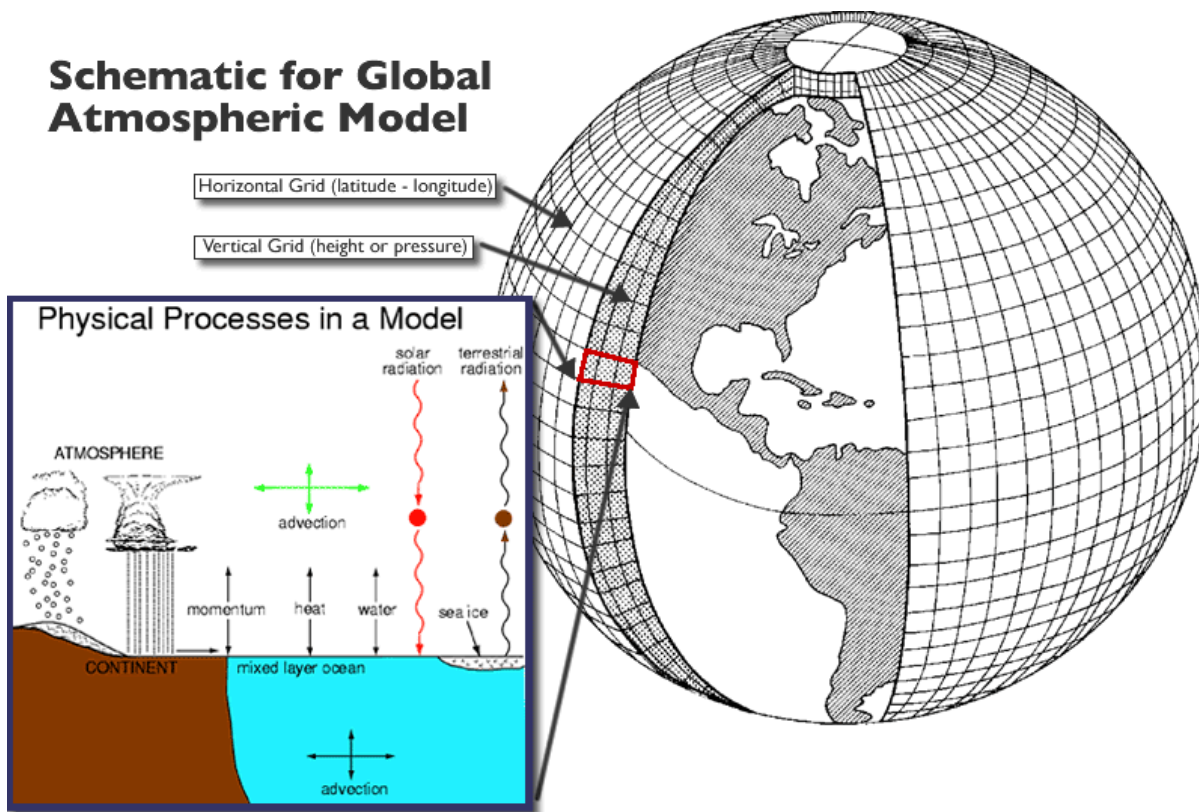 Schematic for Global
Atmospheric Model
Horizontal Grid (latitude - longitude)
Vertical Grid (height or pressure)
Physical Processes in a Model
solar
radiation
terrestrial
radiation
ATMOSPHERE
advection
momentum
heat
water
sea ice
CONTINENT
mixed layer ocean
advection